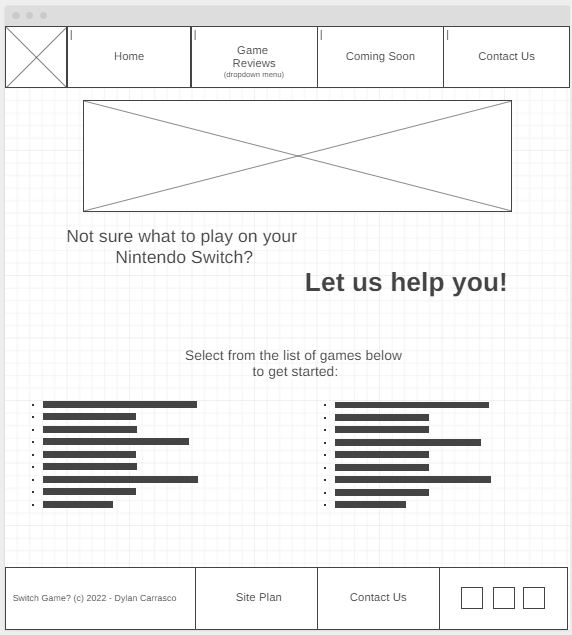 Home
Game
Reviews
(dropdown menu)
Coming Soon
Contact Us
Not sure what to play on your
Nintendo Switch?
Let us help you!
Select from the list of games below
to get started:
Switch Game? (c) 2022 - Dylan Carrasco
Site Plan
Contact Us